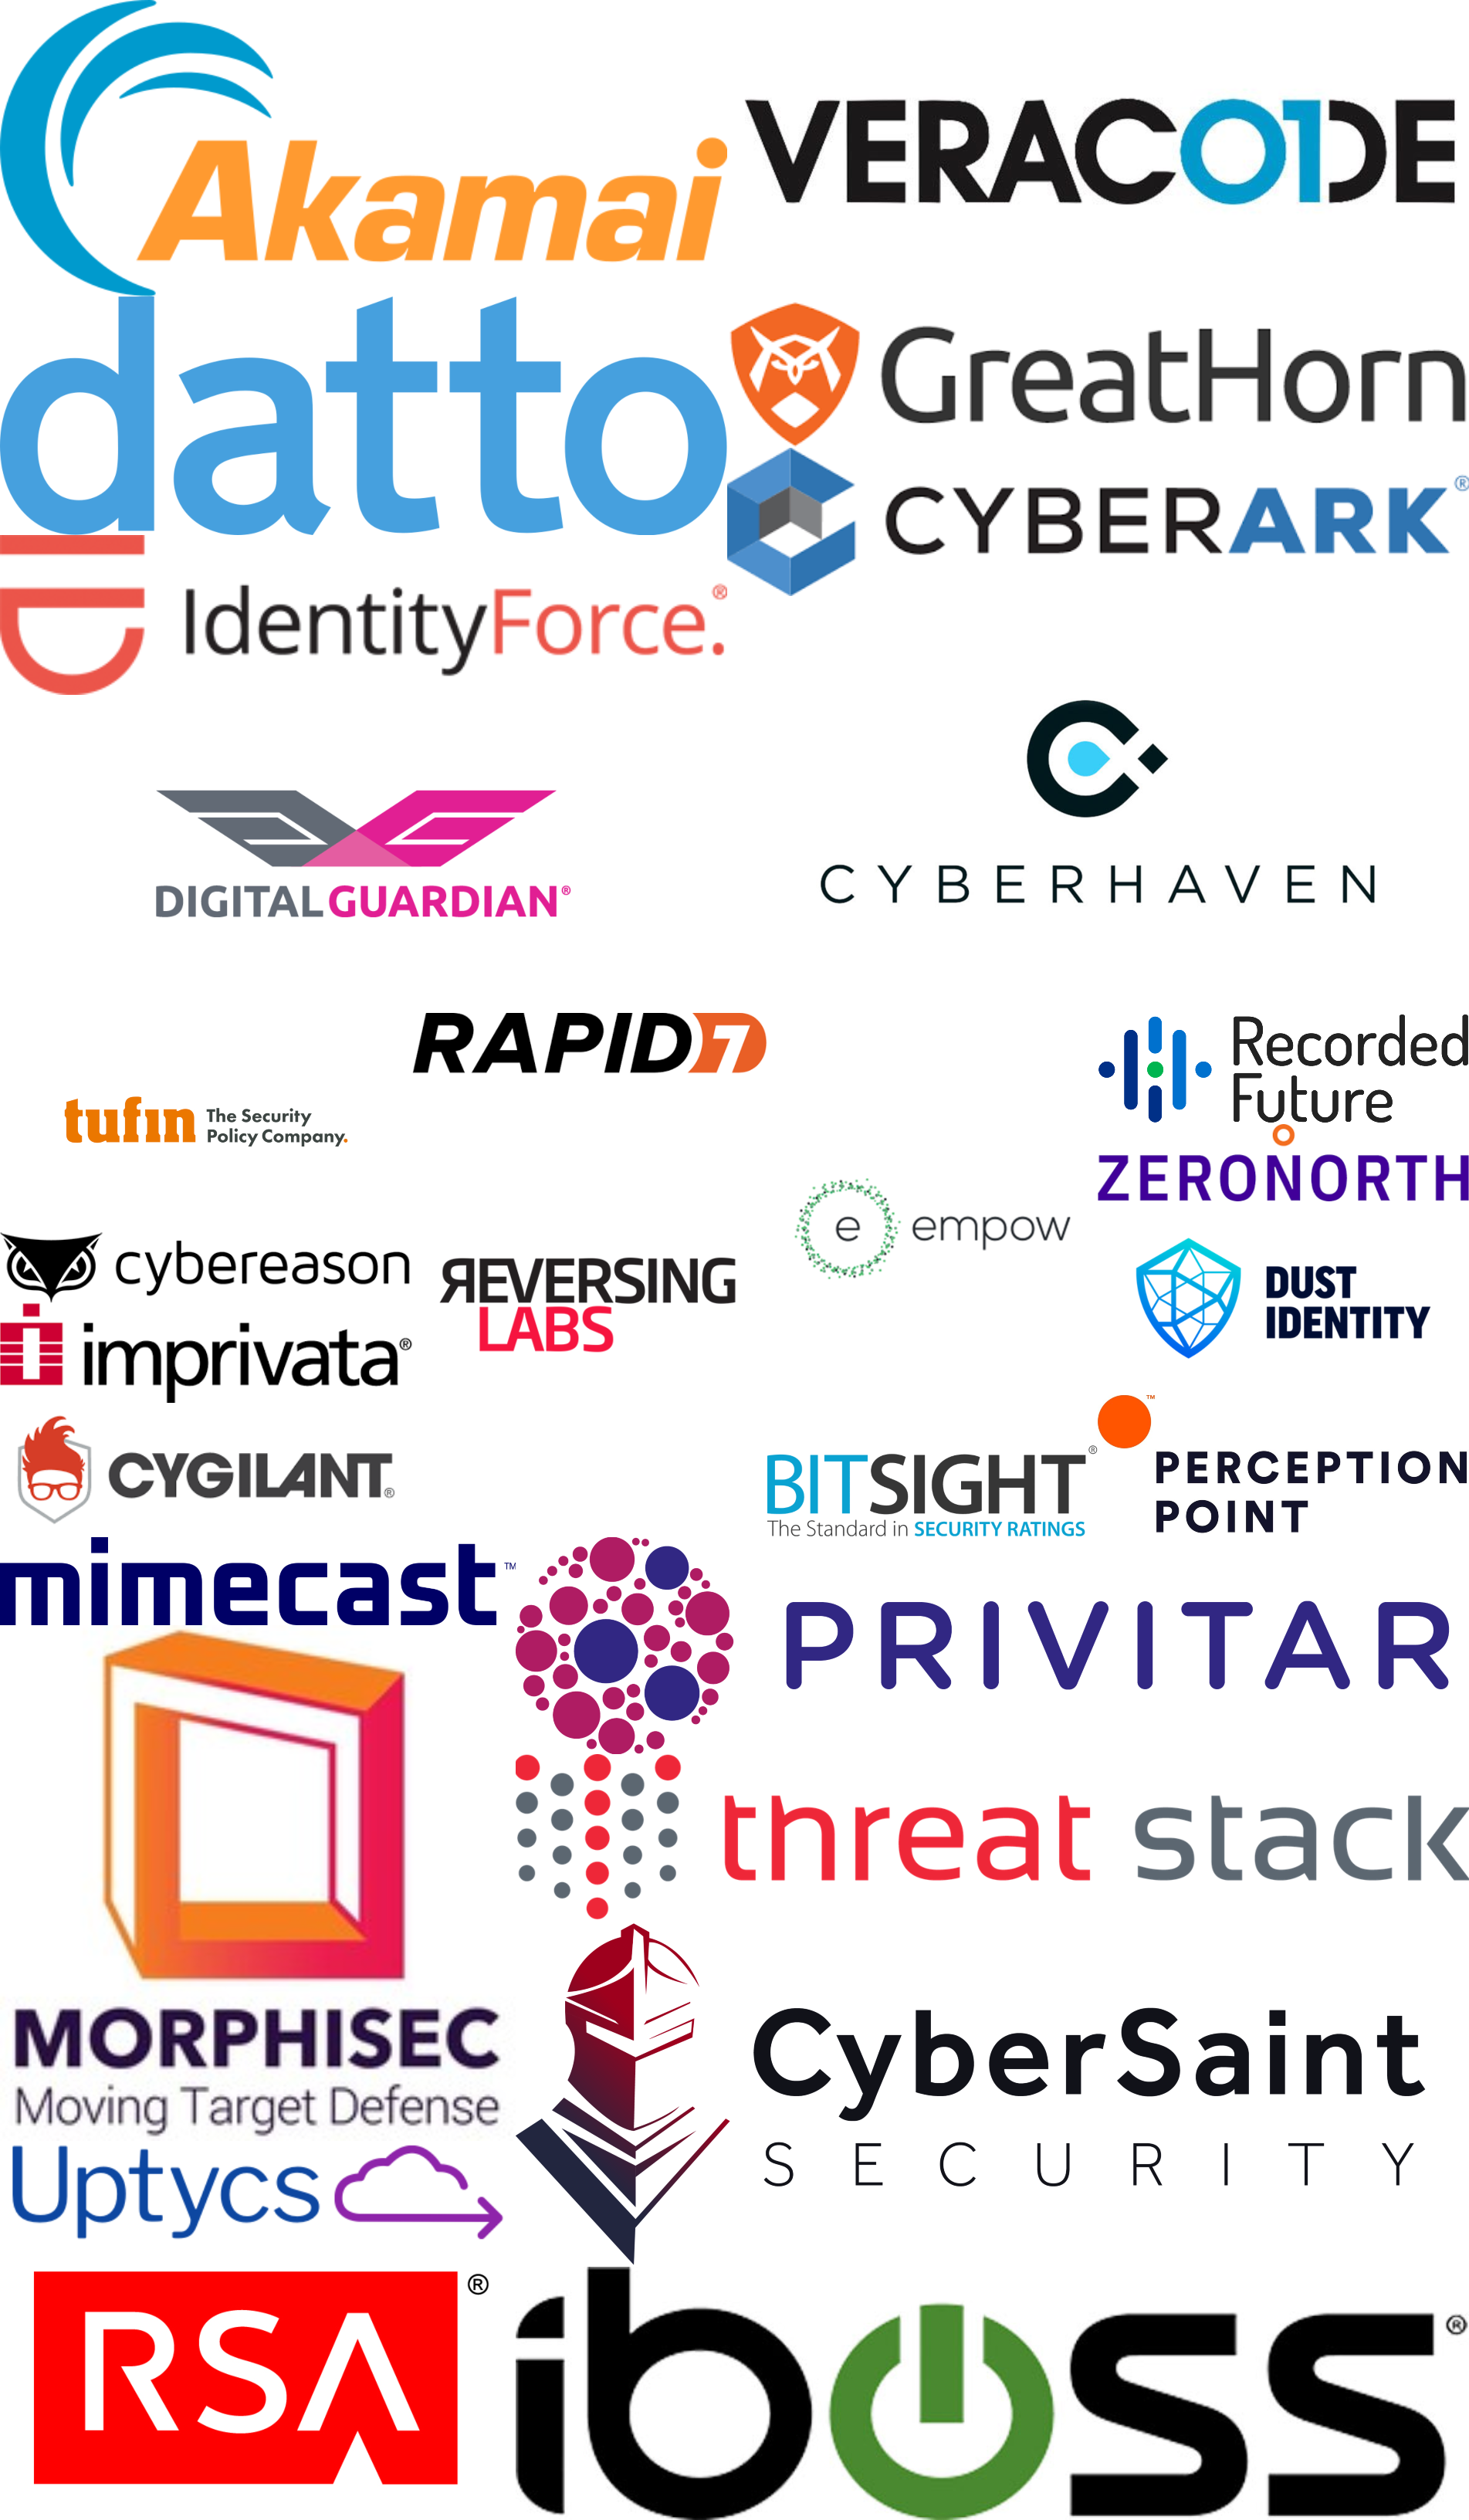 Akamai
VERACODE
datto
GreatHorn
CYBERARK®
IdentityForce.®
DIGITALGUARDIAN®
CYBERHAVEN
RAPID7
Recorded
Future
tufin The Security
Policy Company.
ZERONORTH
e empow
cybereason
REVERSING
LABS
DUST
IDENTITY
imprivata®
CYGILANT®
BITSIGHT®
The Standard in SECURITY RATINGS
™
PERCEPTION
POINT
mimecast™
PRIVITAR
threat stack
MORPHISEC
Moving Target Defense
CyberSaint
SECURITY
Uptycs
RSA®
iboss®